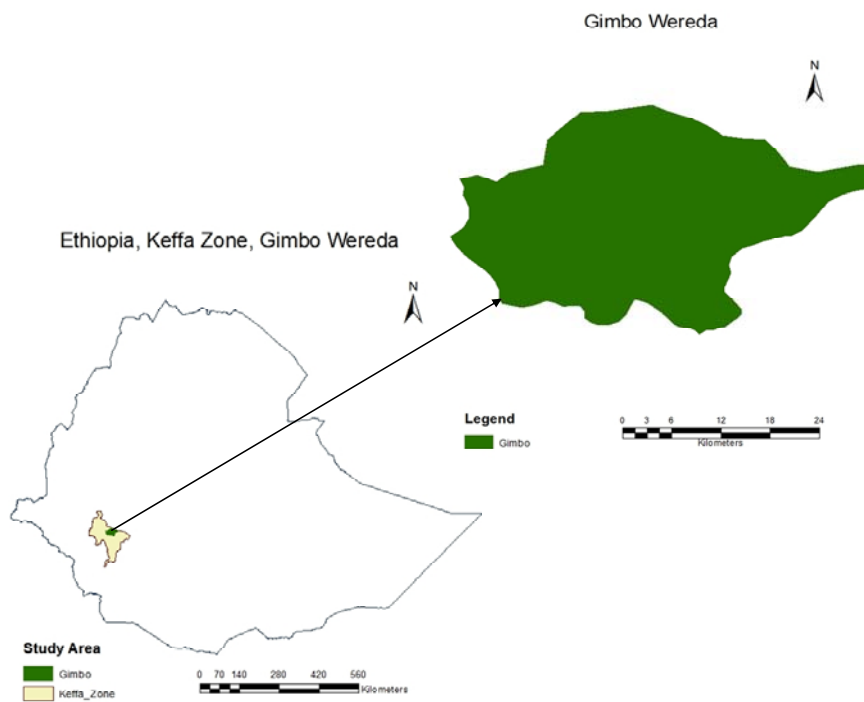 Gimbo Wereda
N
Ethiopia, Keffa Zone, Gimbo Wereda
N
Legend
Gimbo
0 3 6 12 18 24
Kilometers
Study Area
Gimbo
Keffa_Zone
0 70 140 280 420 560
Kilometers